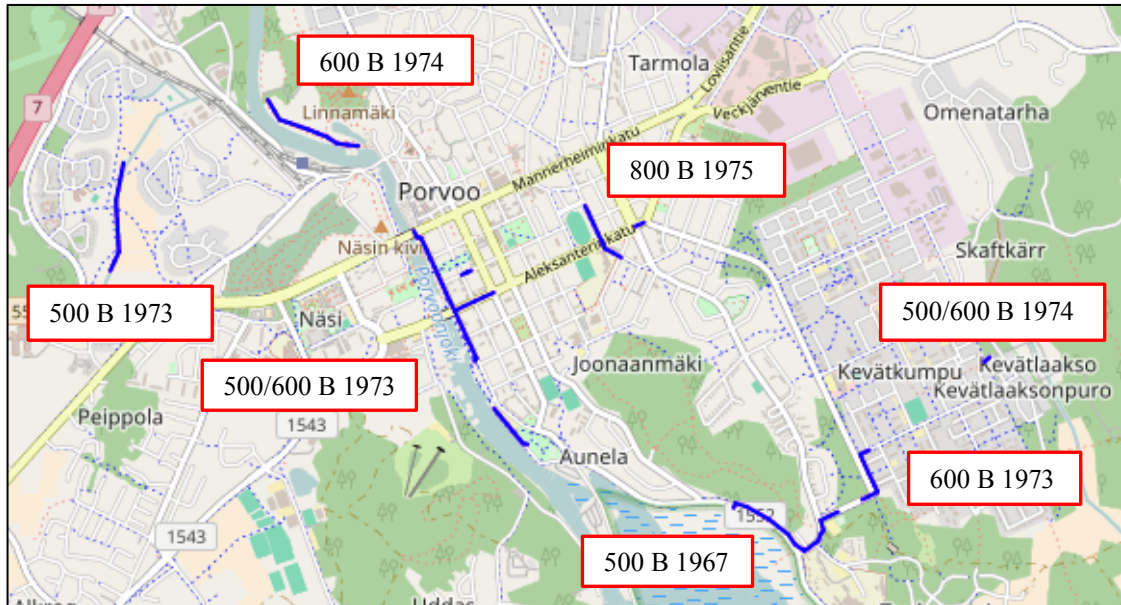 600 B 1974
Tarmola
Loviisantie
Linnamäki
Veckjärventie
Omenatarha
7
Mannerheiminkatu
800 B 1975
Porvoo
Näsin kivi
Aleksanterinkatu
Skaftkärr
Porvoonjoki
500 B 1973
Näsi
500/600 B 1974
500/600 B 1973
Joonaanmäki
Kevätkumpu
Kevätlaakso
Kevätlaaksonpuro
Peippola
1543
Aunela
600 B 1973
1552
1543
500 B 1967